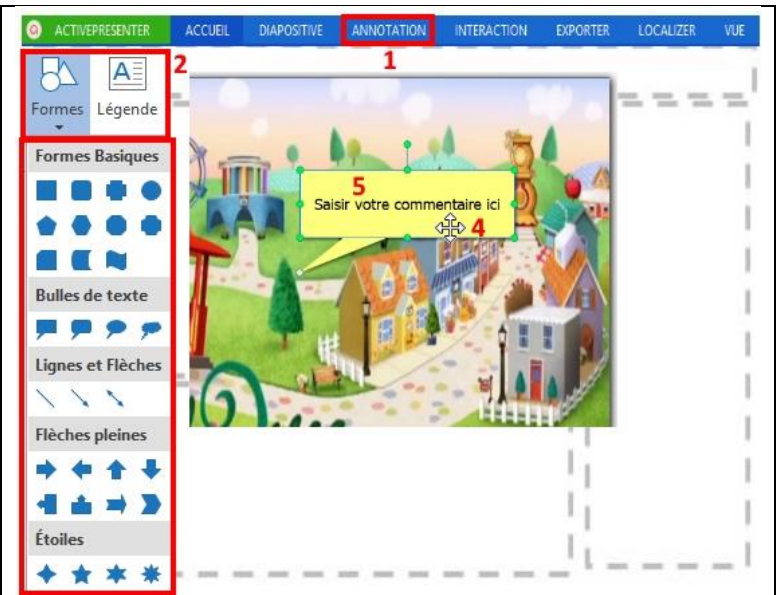 ACTIVEPRESENTER ACCUEIL DIAPOSITIVE ANNOTATION INTERACTION EXPORTER LOCALIZER VUE
1
2
A
Formes Légende
Formes Basiques
Bulles de texte
Lignes et Flèches
Flèches pleines
Étoiles
5
Saisir votre commentaire ici
4